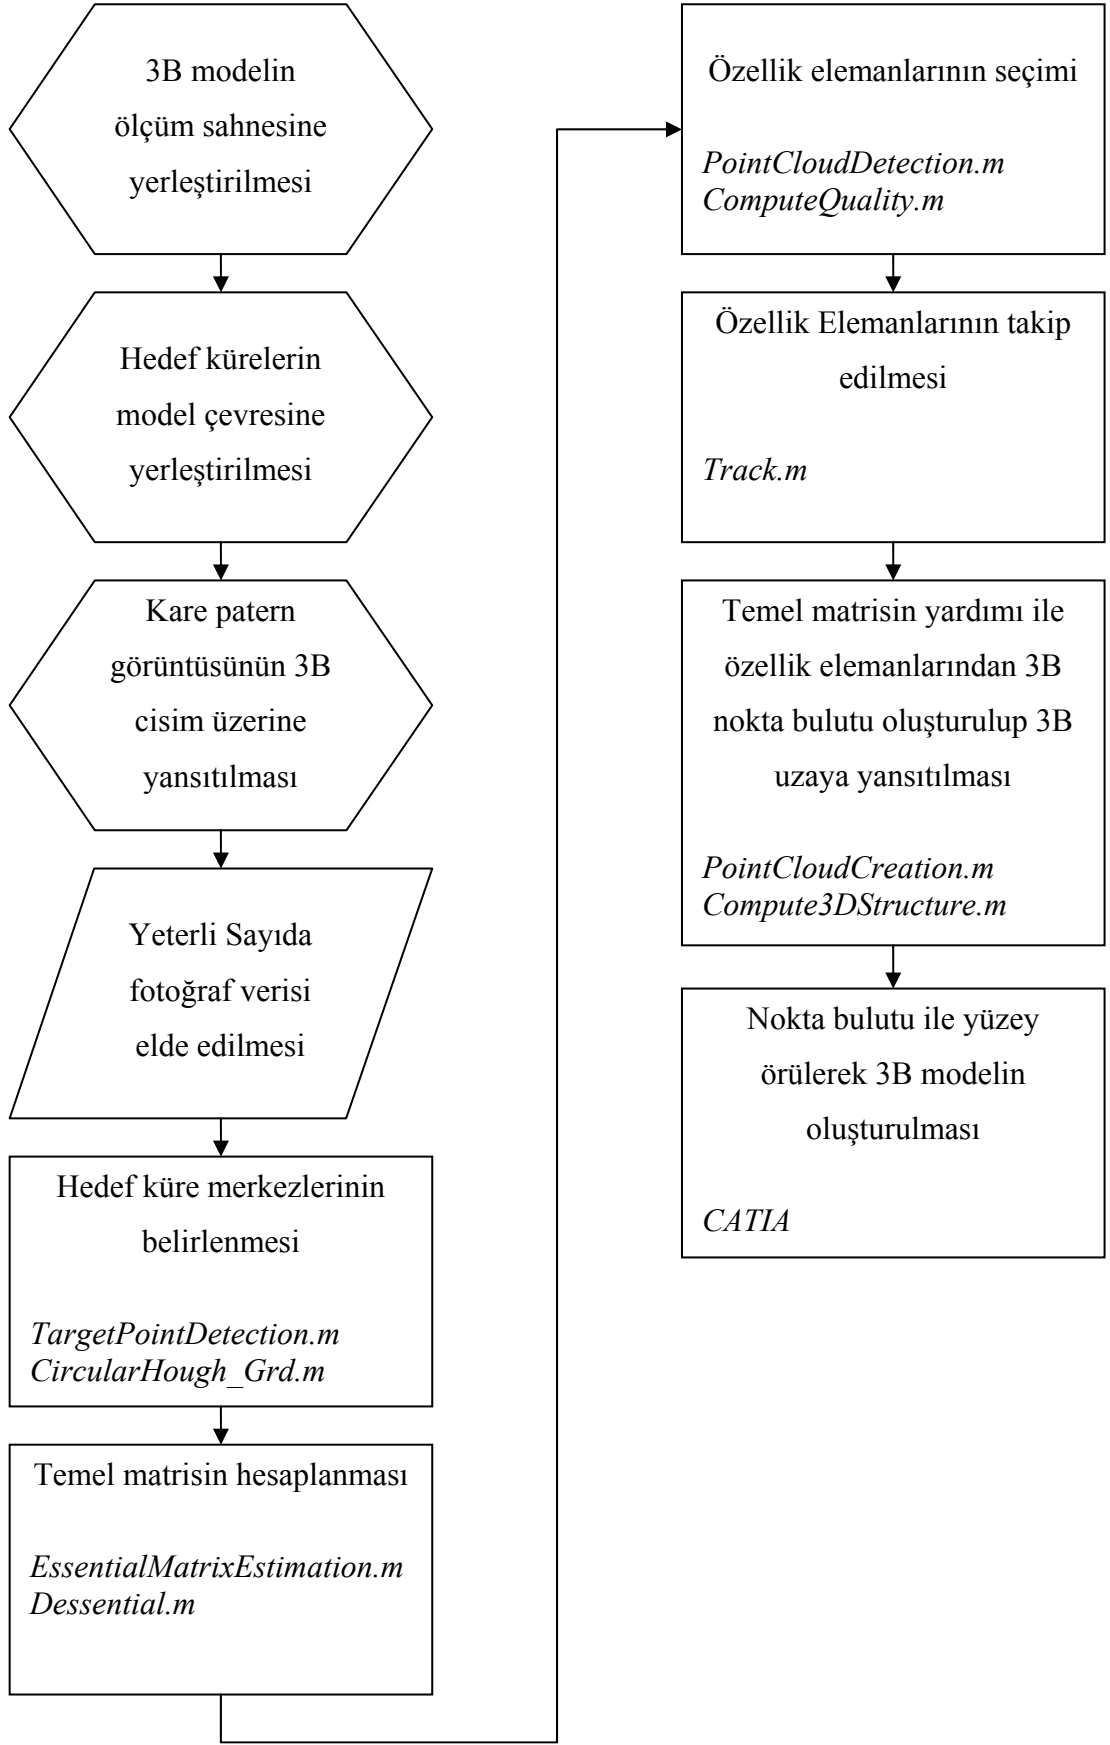 3B modelin
ölçüm sahnesine
yerleştirilmesi
Hedef kürelerin
model çevresine
yerleştirilmesi
Kare patern
görüntüsünün 3B
cisim üzerine
yansıtılması
Yeterli Sayıda
fotoğraf verisi
elde edilmesi
Hedef küre merkezlerinin
belirlenmesi
TargetPointDetection.m
CircularHough_Grd.m
Temel matrisin hesaplanması
EssentialMatrixEstimation.m
Dessential.m
Özellik elemanlarının seçimi
PointCloudDetection.m
ComputeQuality.m
Özellik Elemanlarının takip
edilmesi
Track.m
Temel matrisin yardımı ile
özellik elemanlarından 3B
nokta bulutu oluşturulup 3B
uzaya yansıtılması
PointCloudCreation.m
Compute3DStructure.m
Nokta bulutu ile yüzey
örülerek 3B modelin
oluşturulması
CATIA